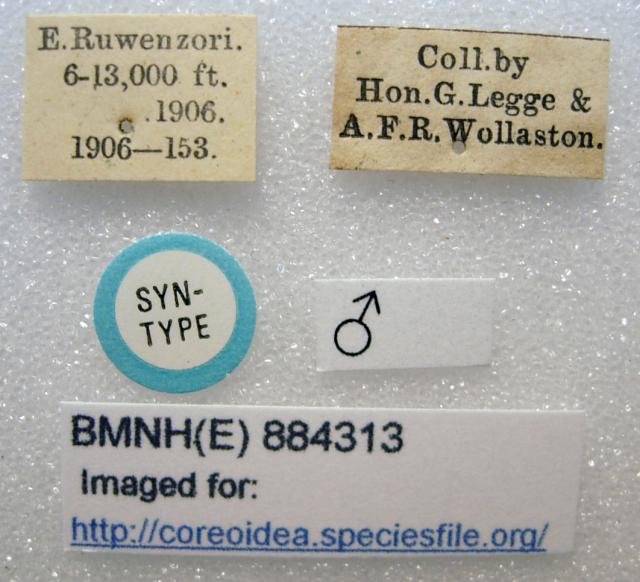 E.Ruwenzori.
6-13,000 ft.
.1906.
1906—153.
Coll.by
Hon.G.Legge &
A.F.R.Wollaston.
SYN-
TYPE
♂
BMNH(E) 884313
Imaged for:
http://coreoidea.speciesfile.org/